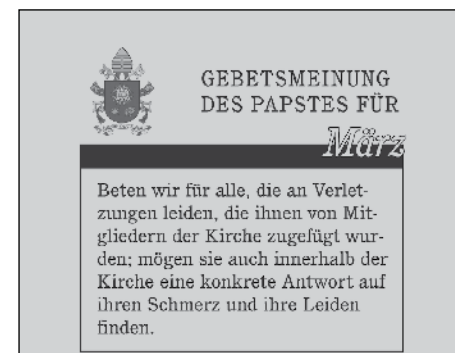 GEBETSMEINUNG
DES PAPSTES FÜR
März
Beten wir für alle, die an Verlet-
zungen leiden, die ihnen von Mit-
gliedern der Kirche zugefügt wur-
den; mögen sie auch innerhalb der
Kirche eine konkrete Antwort auf
ihren Schmerz und ihre Leiden
finden.